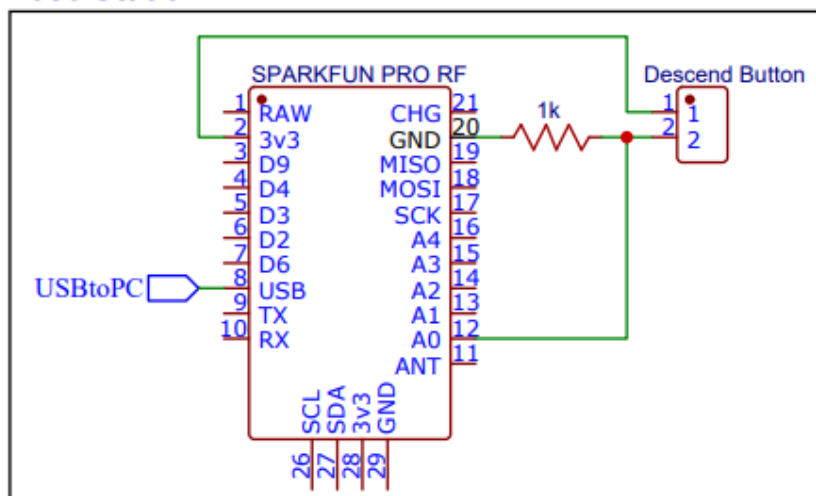 SPARKFUN PRO RF
Descend Button
1k
1 RAW
2 3v3
3 D9
4 D4
5 D3
6 D2
7 D6
8 USB
9 TX
10 RX
CHG 21
GND 20
MISO 19
MOSI 18
SCK 17
A4 16
A3 15
A2 14
A1 13
A0 12
ANT 11
1 1
2 2
USBtoPC
SCL SDA 3v3 GND
26 27 28 29